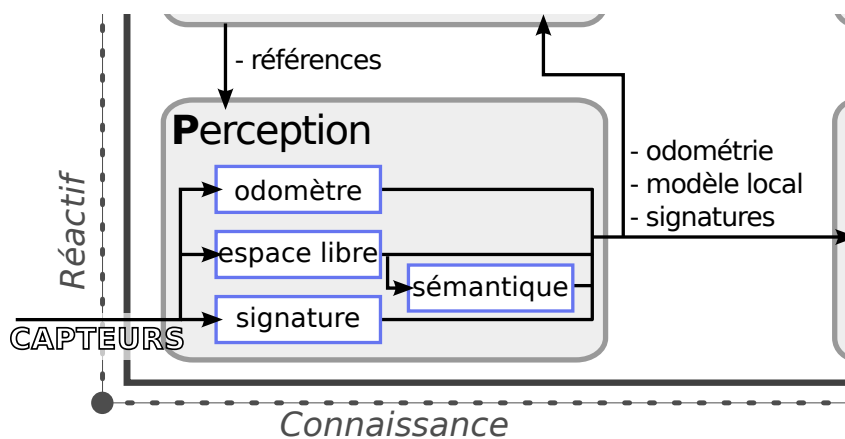 - références
Perception
- odométrie
- modèle local
- signatures
odomètre
espace libre
sémantique
signature
Réactif
CAPTEURS
Connaissance